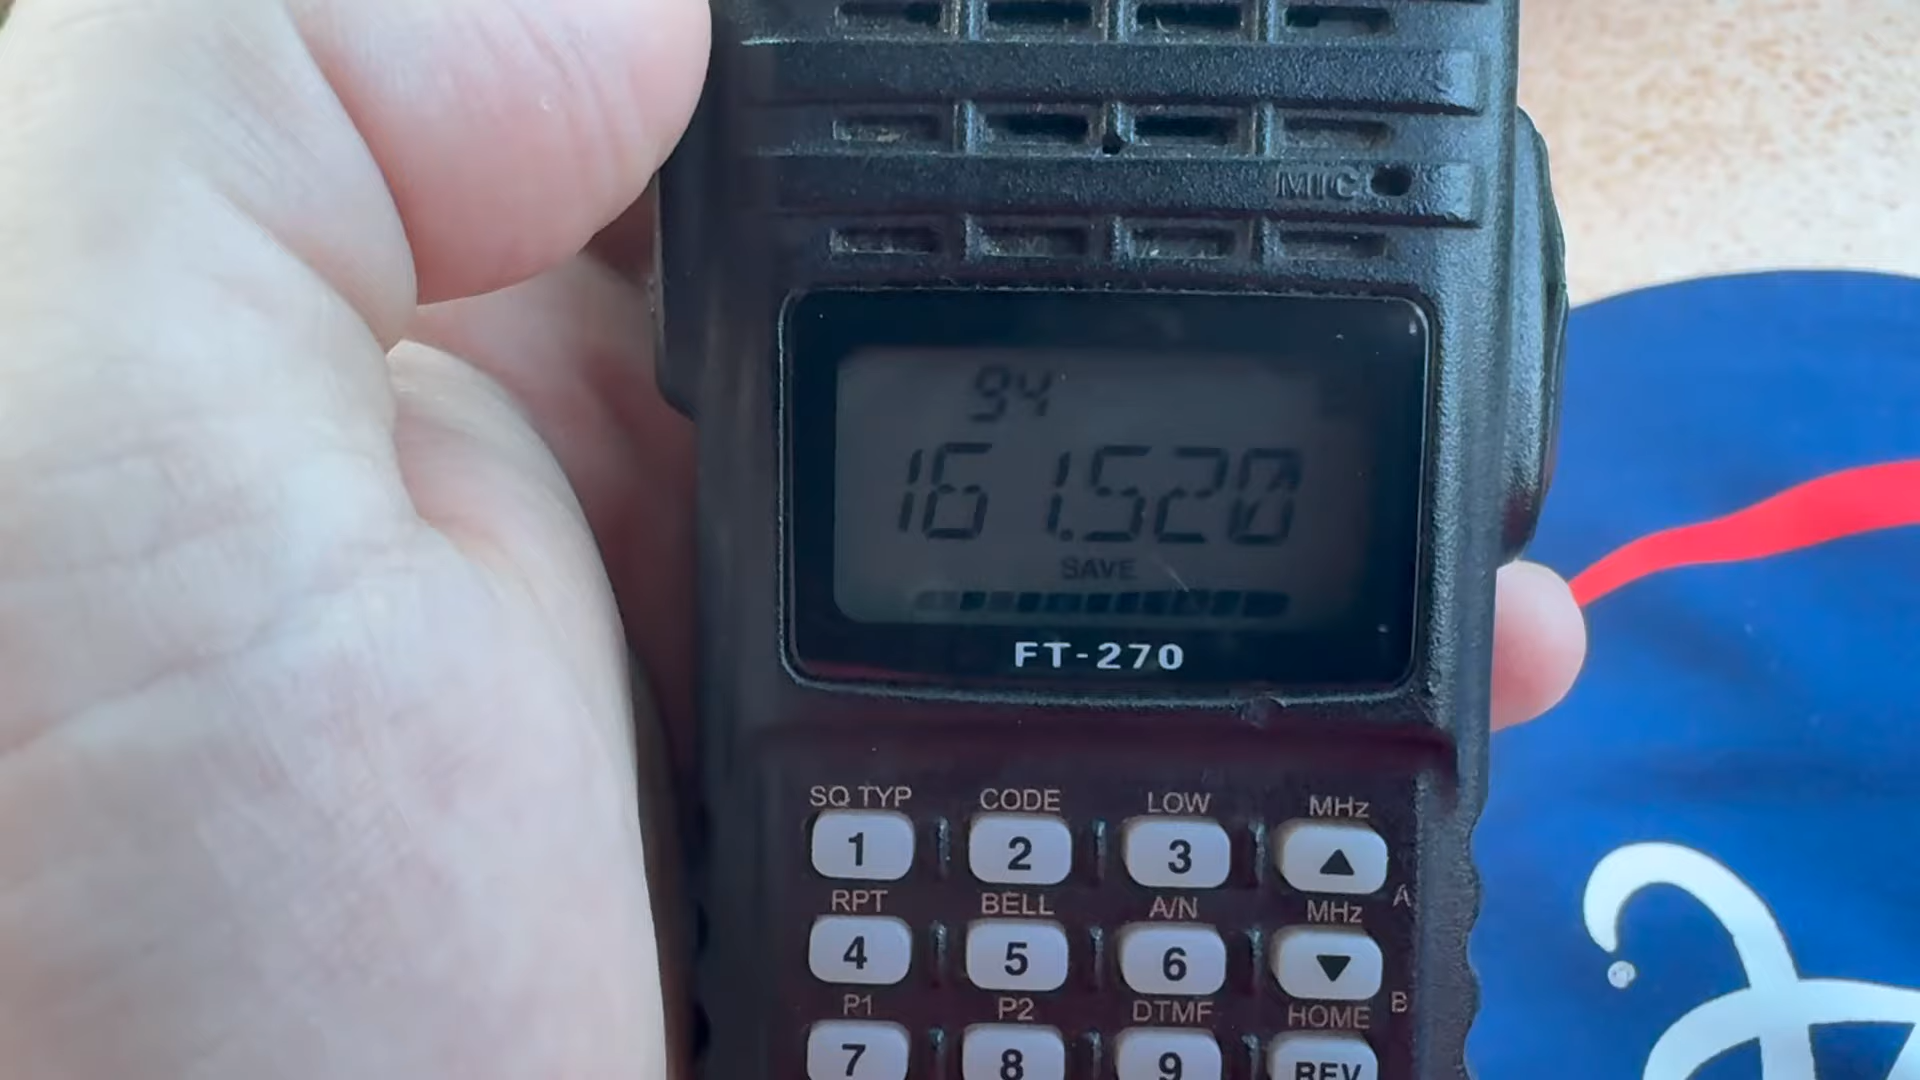 MIC
94
161.520
SAVE
FT-270
SQ TYP CODE LOW MHz
1 2 3 ▲
RPT BELL A/N MHz A
4 5 6 ▼
P1 P2 DTMF HOME B
7 8 9 REV